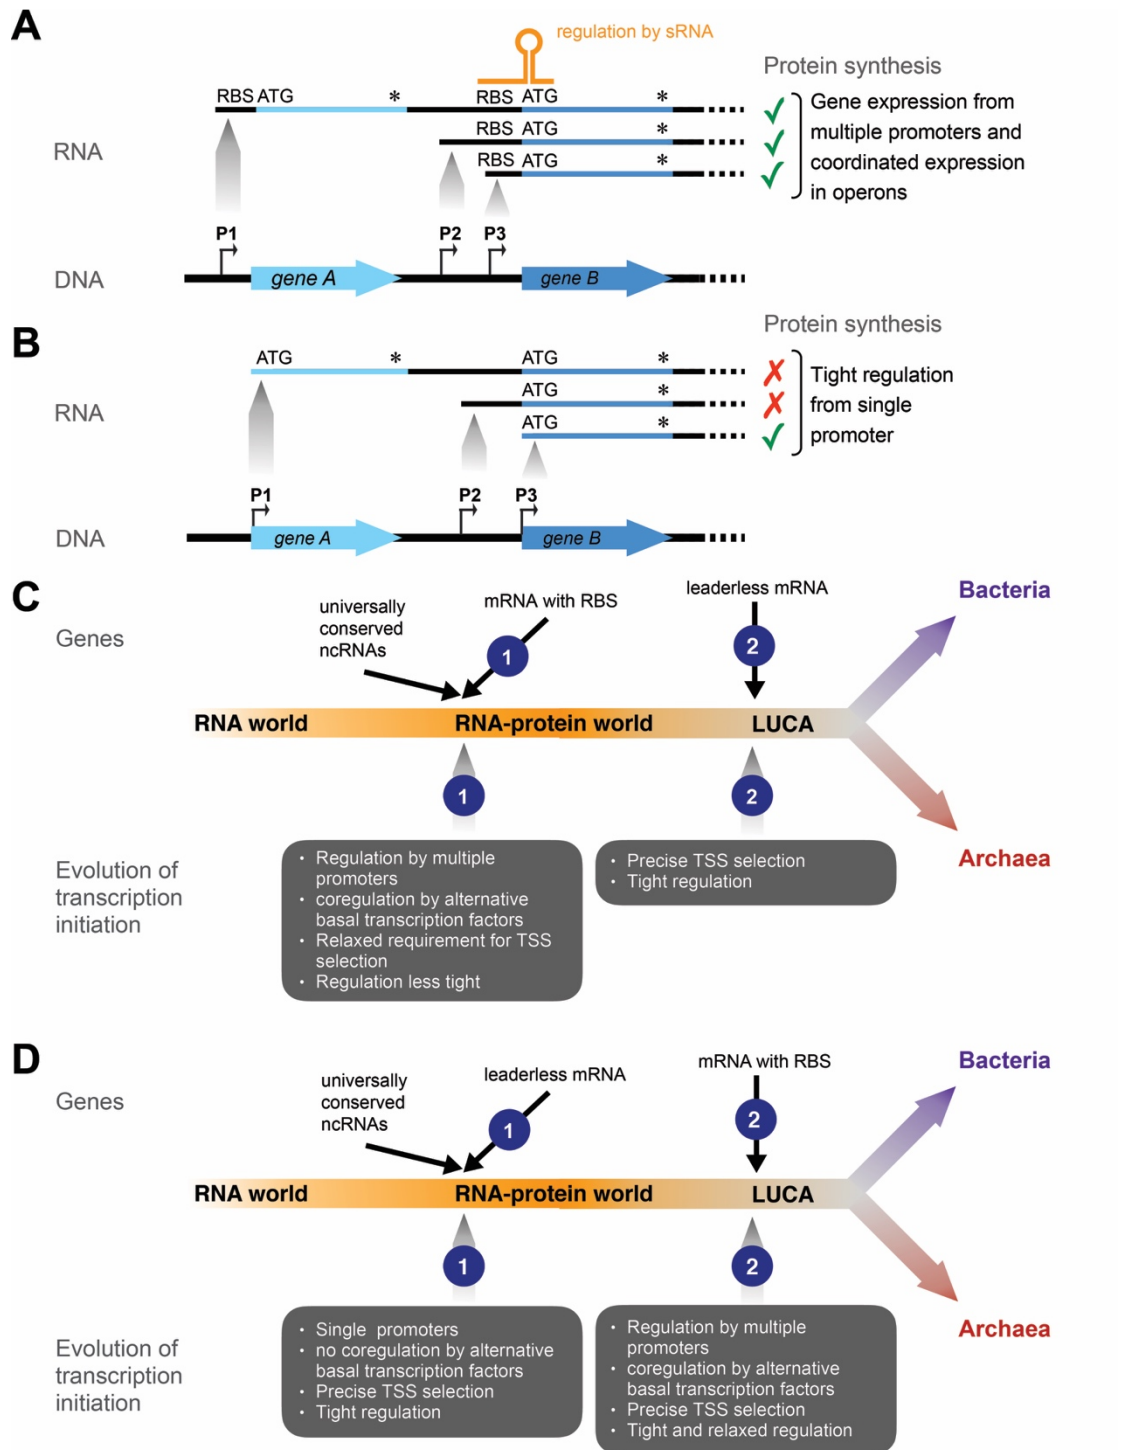 A
regulation by sRNA
Protein synthesis
RBS ATG * RBS ATG *
Gene expression from
multiple promoters and
coordinated expression
in operons
RBS ATG *
RNA
RBS ATG *
P1 P2 P3
DNA
gene A gene B
B
Protein synthesis
ATG * ATG *
Tight regulation
from single
promoter
ATG *
RNA
ATG *
P1 P2 P3
DNA
gene A gene B
C
Genes
universally
conserved
ncRNAs
mRNA with RBS
1
leaderless mRNA
2
Bacteria
RNA world RNA-protein world LUCA
1 2
Archaea
Evolution of
transcription
initiation
• Regulation by multiple
promoters
• coregulation by alternative
basal transcription factors
• Relaxed requirement for TSS
selection
• Regulation less tight
• Precise TSS selection
• Tight regulation
D
Genes
universally
conserved
ncRNAs
leaderless mRNA
1
mRNA with RBS
2
Bacteria
RNA world RNA-protein world LUCA
1 2
Archaea
Evolution of
transcription
initiation
• Single promoters
• no coregulation by alternative
basal transcription factors
• Precise TSS selection
• Tight regulation
• Regulation by multiple
promoters
• coregulation by alternative
basal transcription factors
• Precise TSS selection
• Tight and relaxed regulation